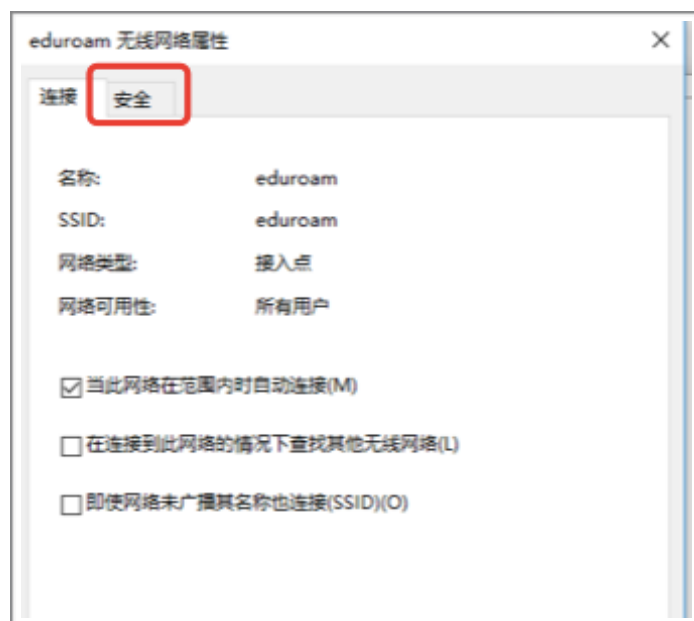 eduroam 无线网络属性
连接 安全
名称: eduroam
SSID: eduroam
网络类型: 接入点
网络可用性: 所有用户
当此网络在范围内时自动连接(M)
在连接到此网络的情况下查找其他无线网络(L)
即使网络未广播其名称也连接(SSID)(O)